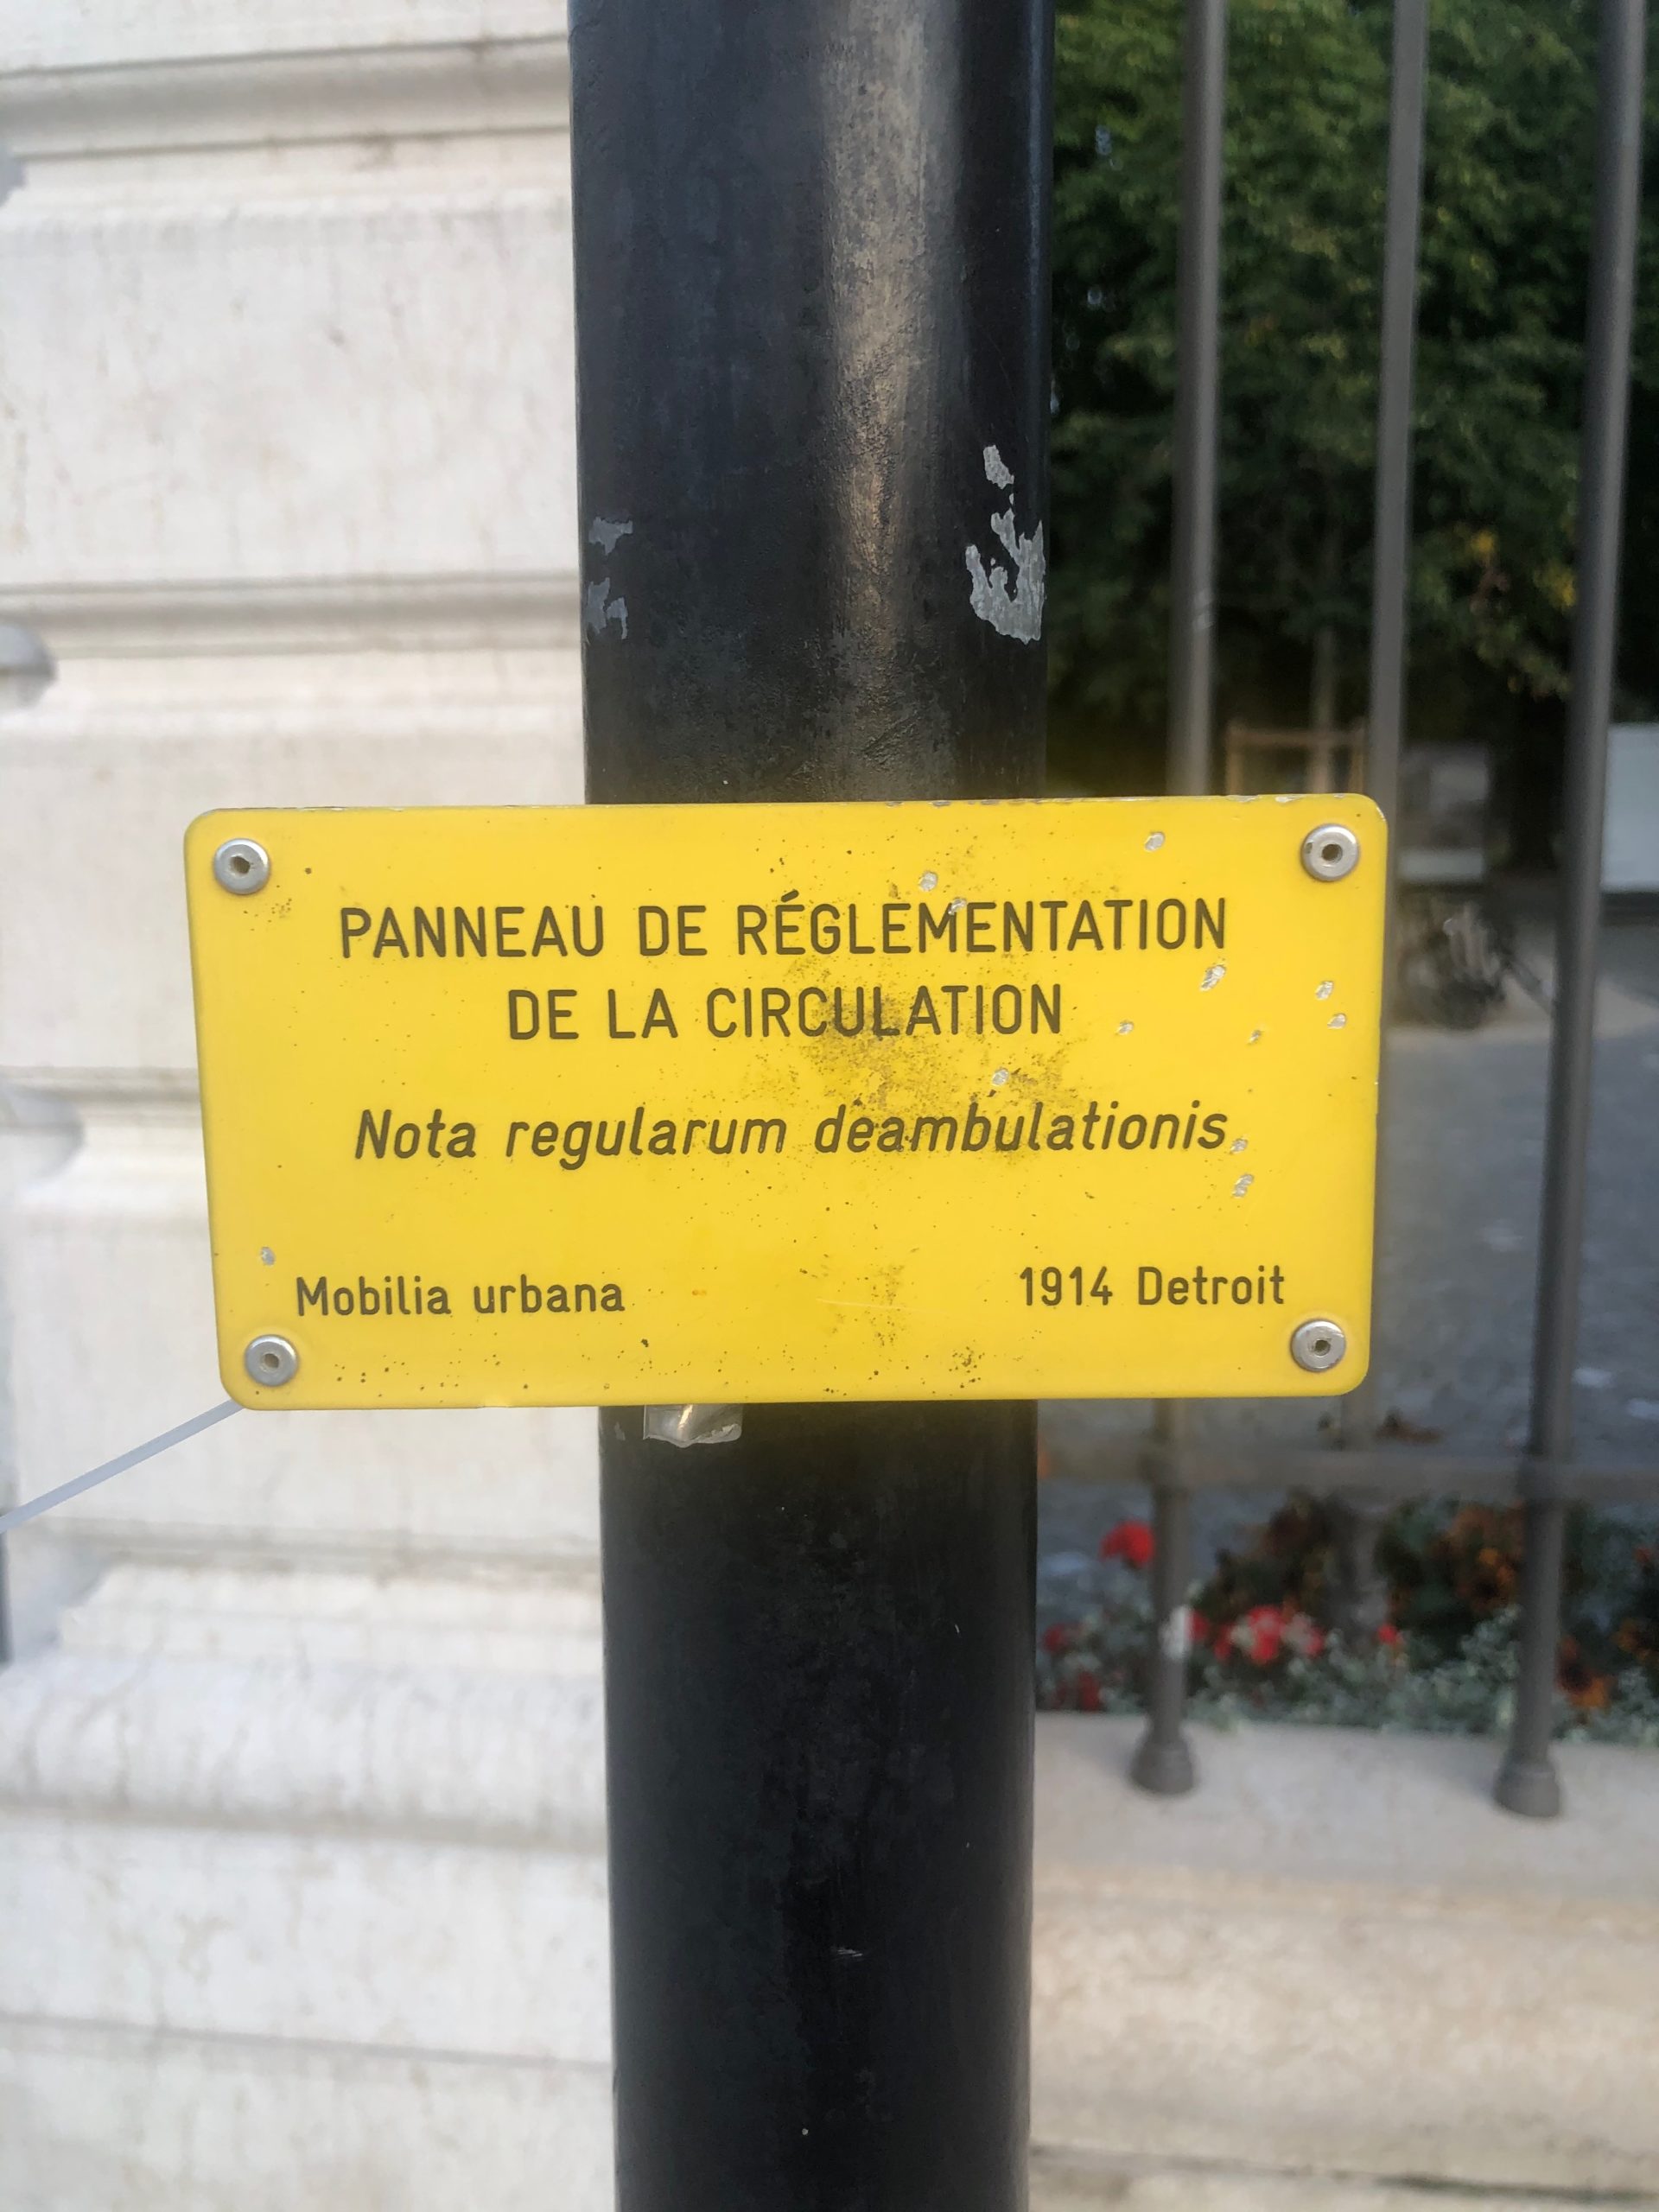 PANNEAU DE RÉGLEMENTATION
DE LA CIRCULATION
Nota regularum deambulationis
Mobilia urbana
1914 Detroit